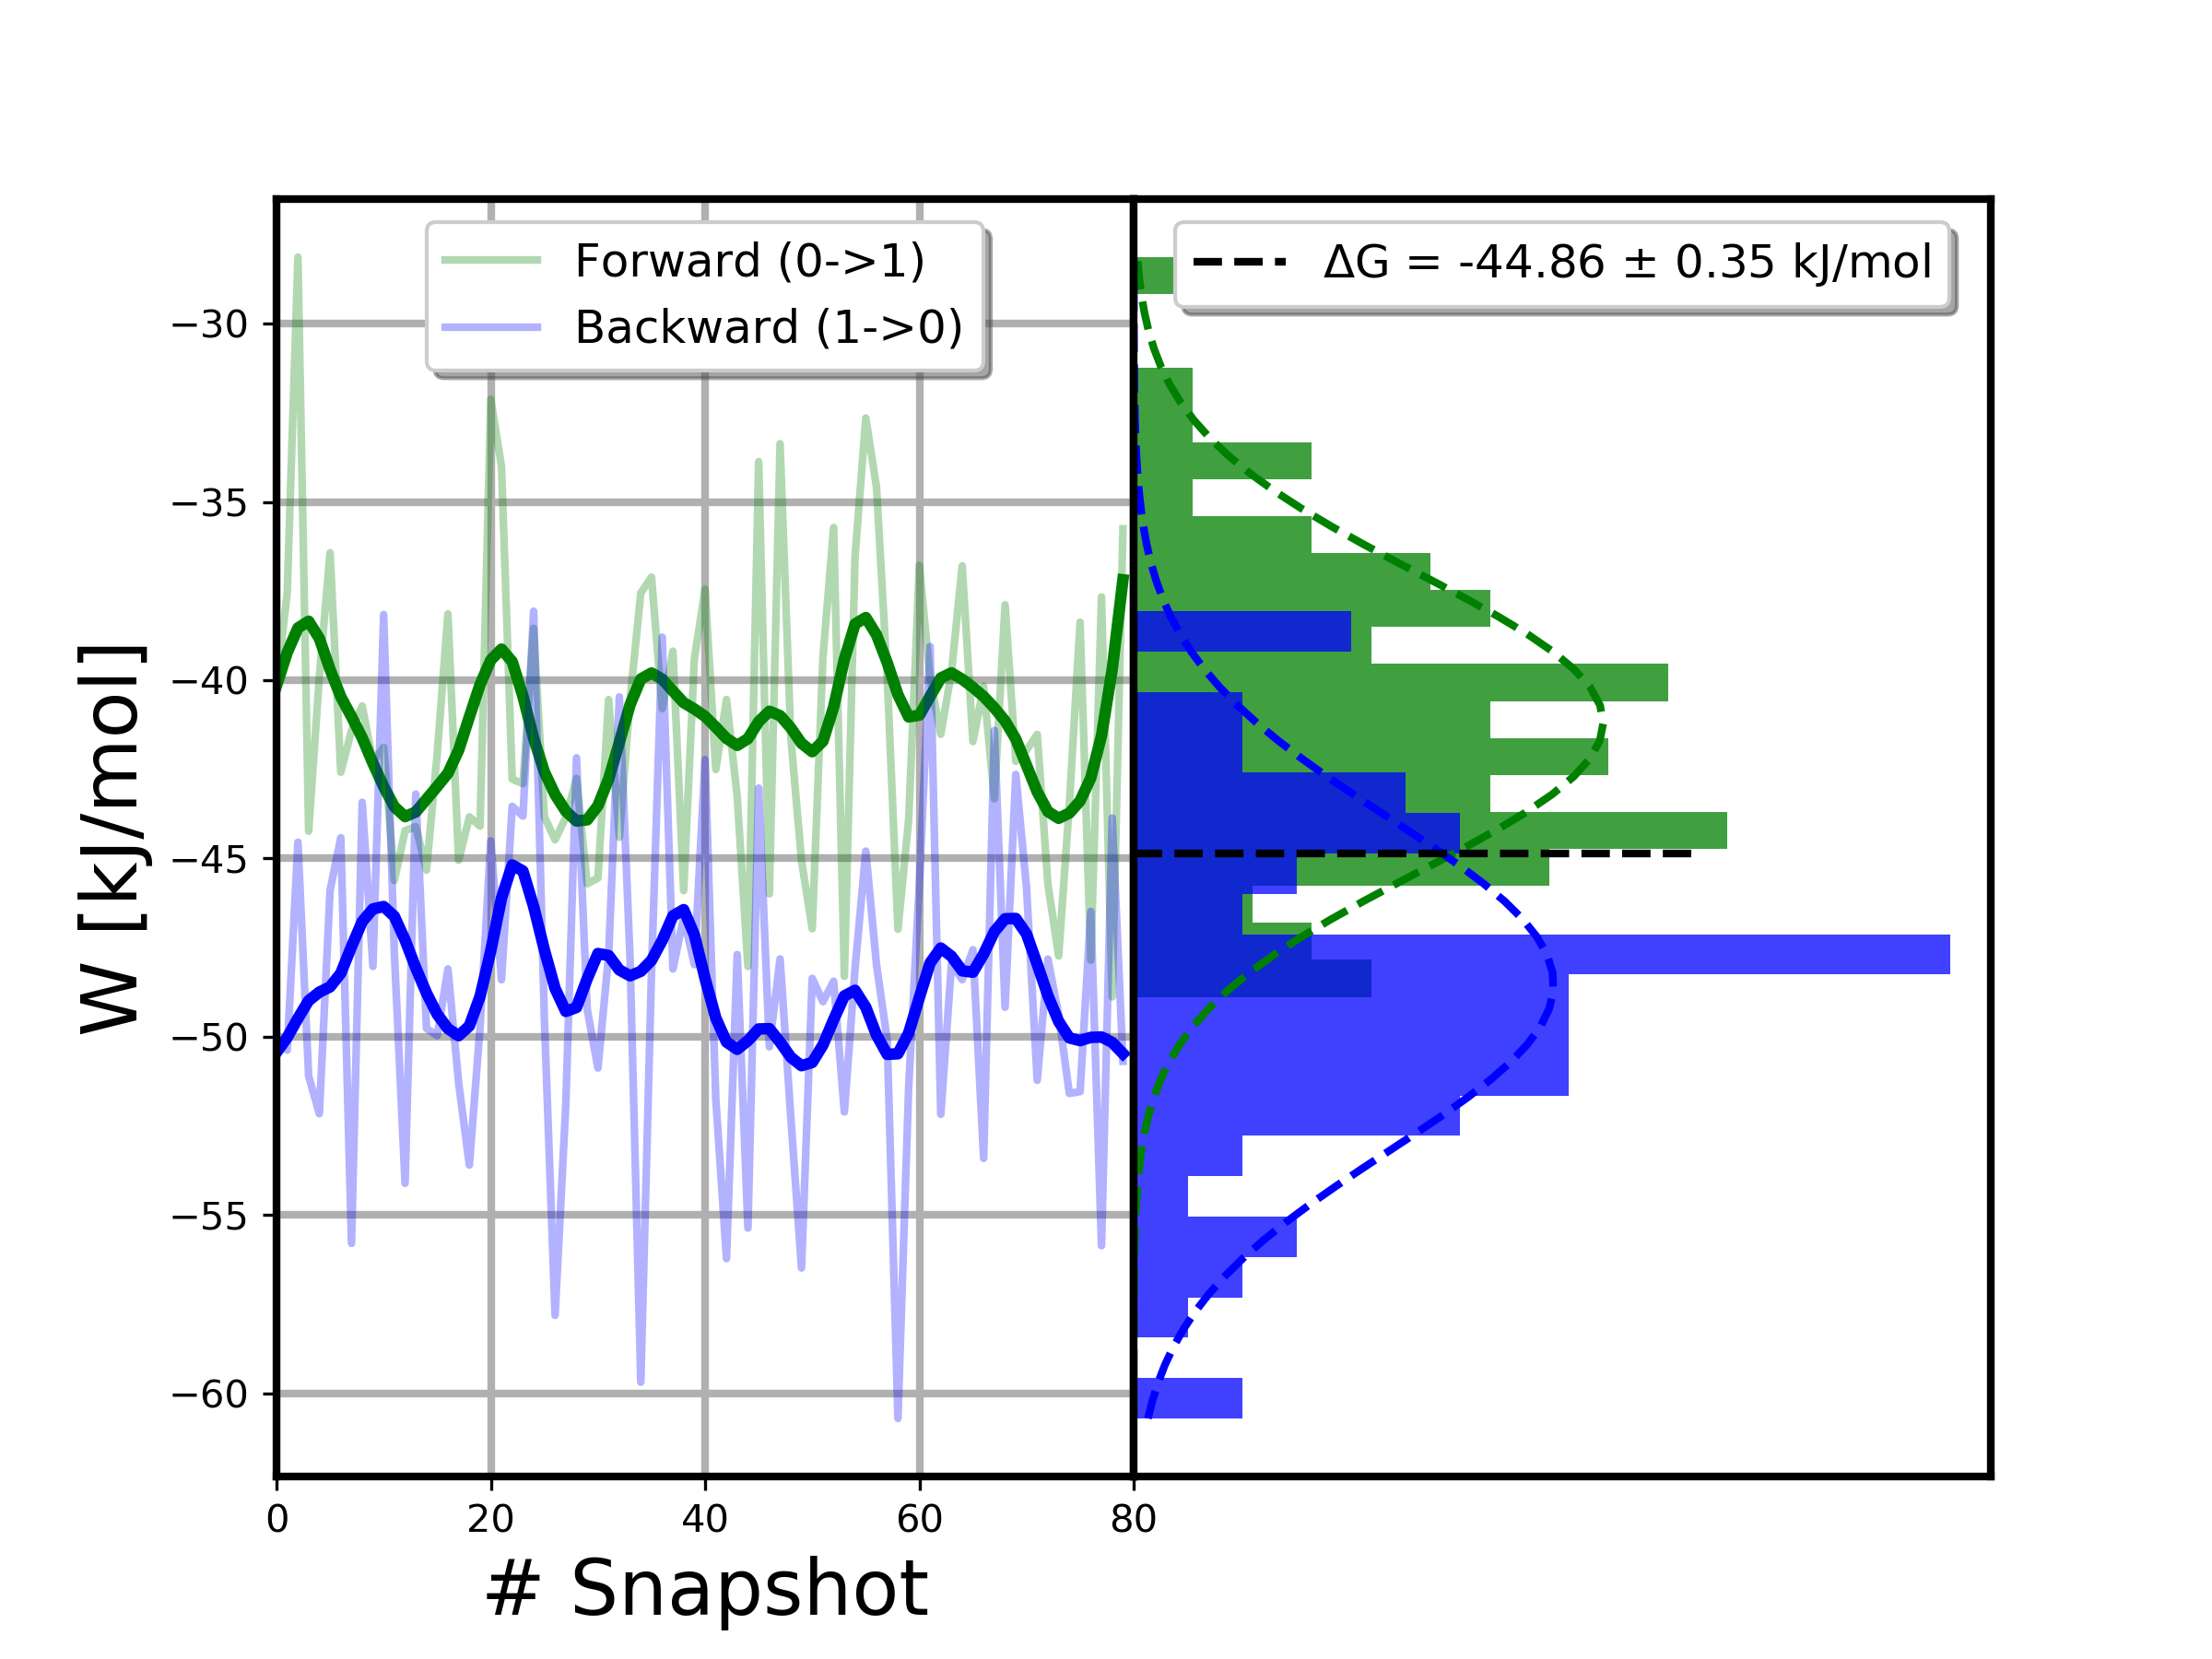 Forward (0->1)
Backward (1->0)
ΔG = -44.86 ± 0.35 kJ/mol
W [kJ/mol]
−30
−35
−40
−45
−50
−55
−60
0 20 40 60 80
# Snapshot